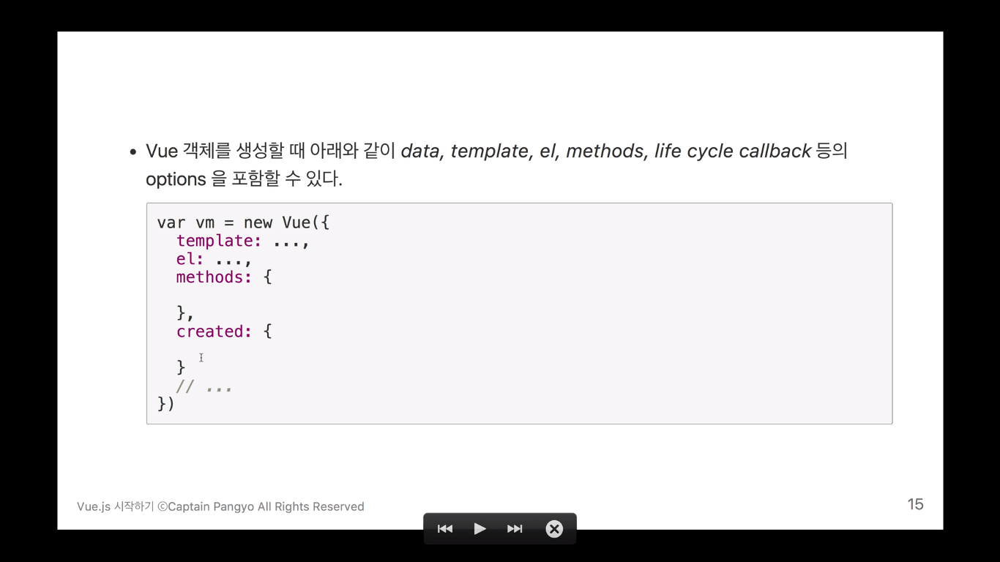 • Vue 객체를 생성할 때 아래와 같이 data, template, el, methods, life cycle callback 등의
options 을 포함할 수 있다.
var vm = new Vue({
  template: ...,
  el: ...,
  methods: {

  },
  created: {

  }
  // ...
})
Vue.js 시작하기 ©Captain Pangyo All Rights Reserved
15